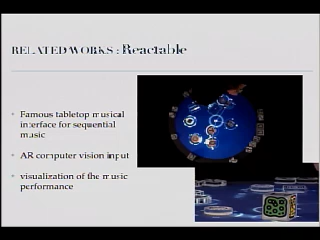 RELATED WORKS : Reactable
• Famous tabletop musical
interface for sequential
music
• AR computer vision input
• visualization of the music
performance